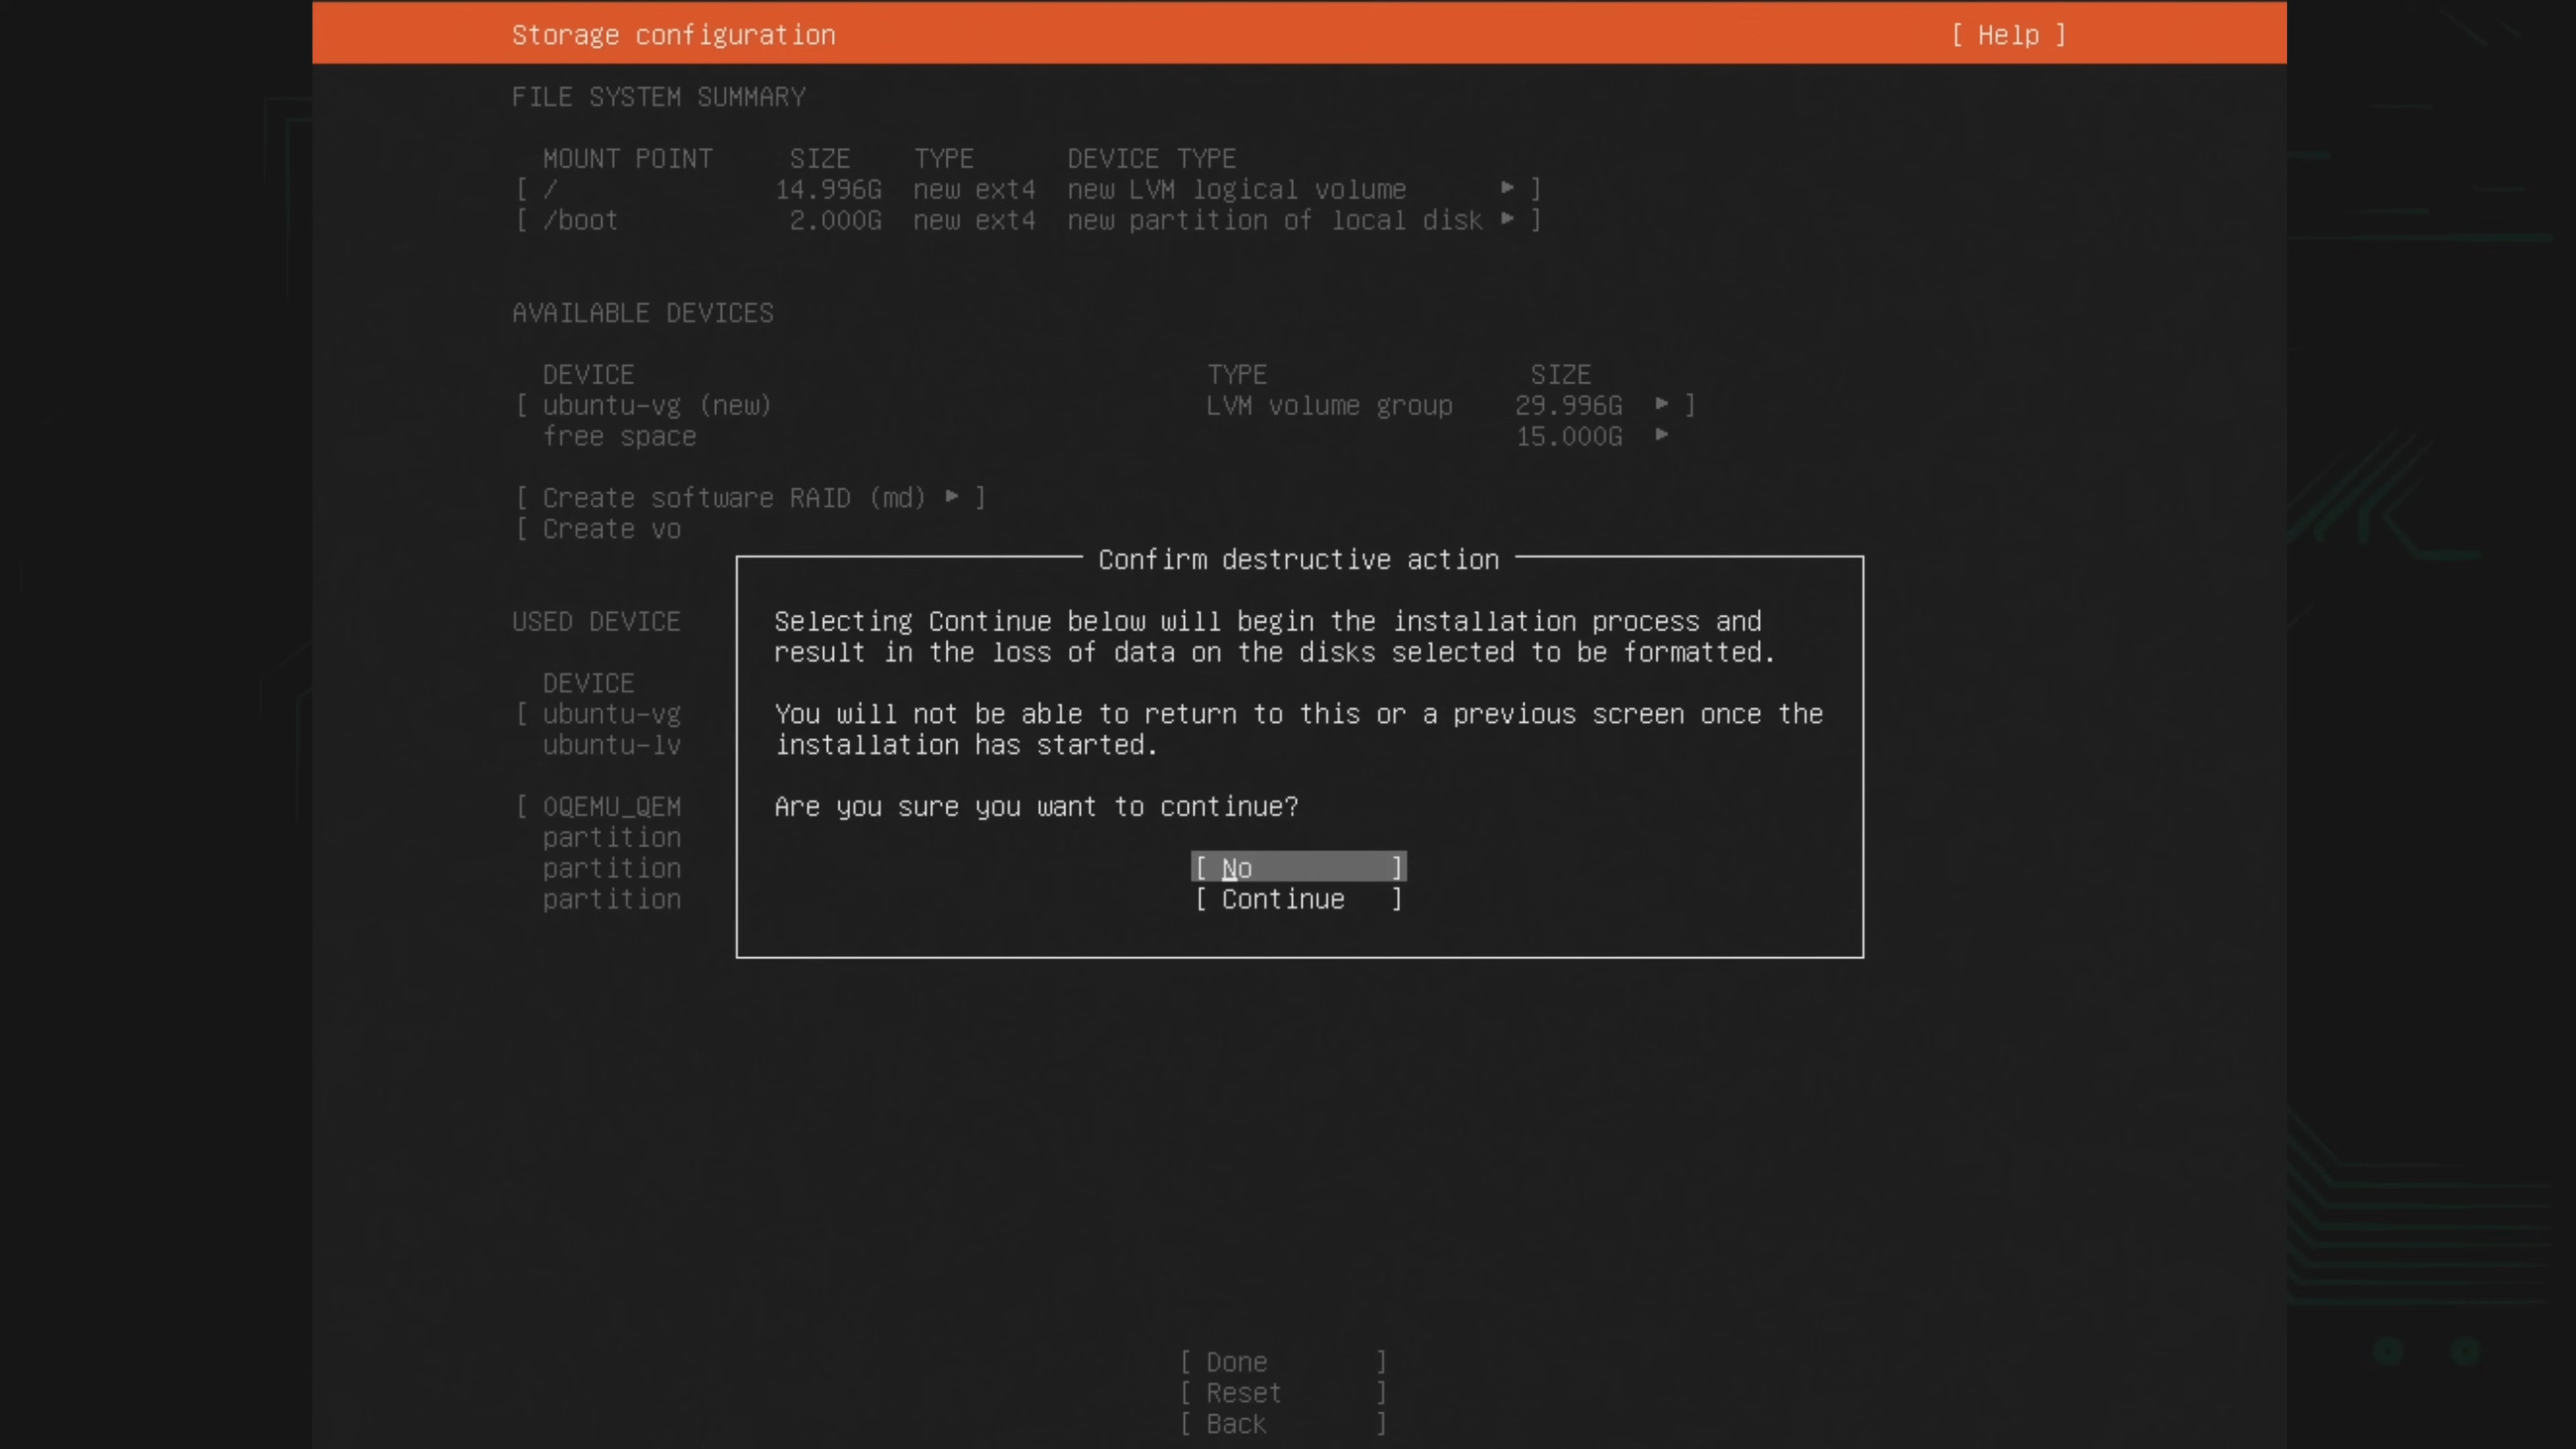 Storage configuration [ Help ]
FILE SYSTEM SUMMARY
MOUNT POINT SIZE TYPE DEVICE TYPE
[ / 14.996G new ext4 new LVM logical volume ▸ ]
[ /boot 2.000G new ext4 new partition of local disk ▸ ]
AVAILABLE DEVICES
DEVICE TYPE SIZE
[ ubuntu-vg (new) LVM volume group 29.996G ▸ ]
free space 15.000G ▸
[ Create software RAID (md) ▸ ]
[ Create vo
USED DEVICE
DEVICE
[ ubuntu-vg
ubuntu-lv
[ 0QEMU_QEM
partition
partition
partition
Confirm destructive action
Selecting Continue below will begin the installation process and
result in the loss of data on the disks selected to be formatted.
You will not be able to return to this or a previous screen once the
installation has started.
Are you sure you want to continue?
[ No ]
[ Continue ]
[ Done ]
[ Reset ]
[ Back ]